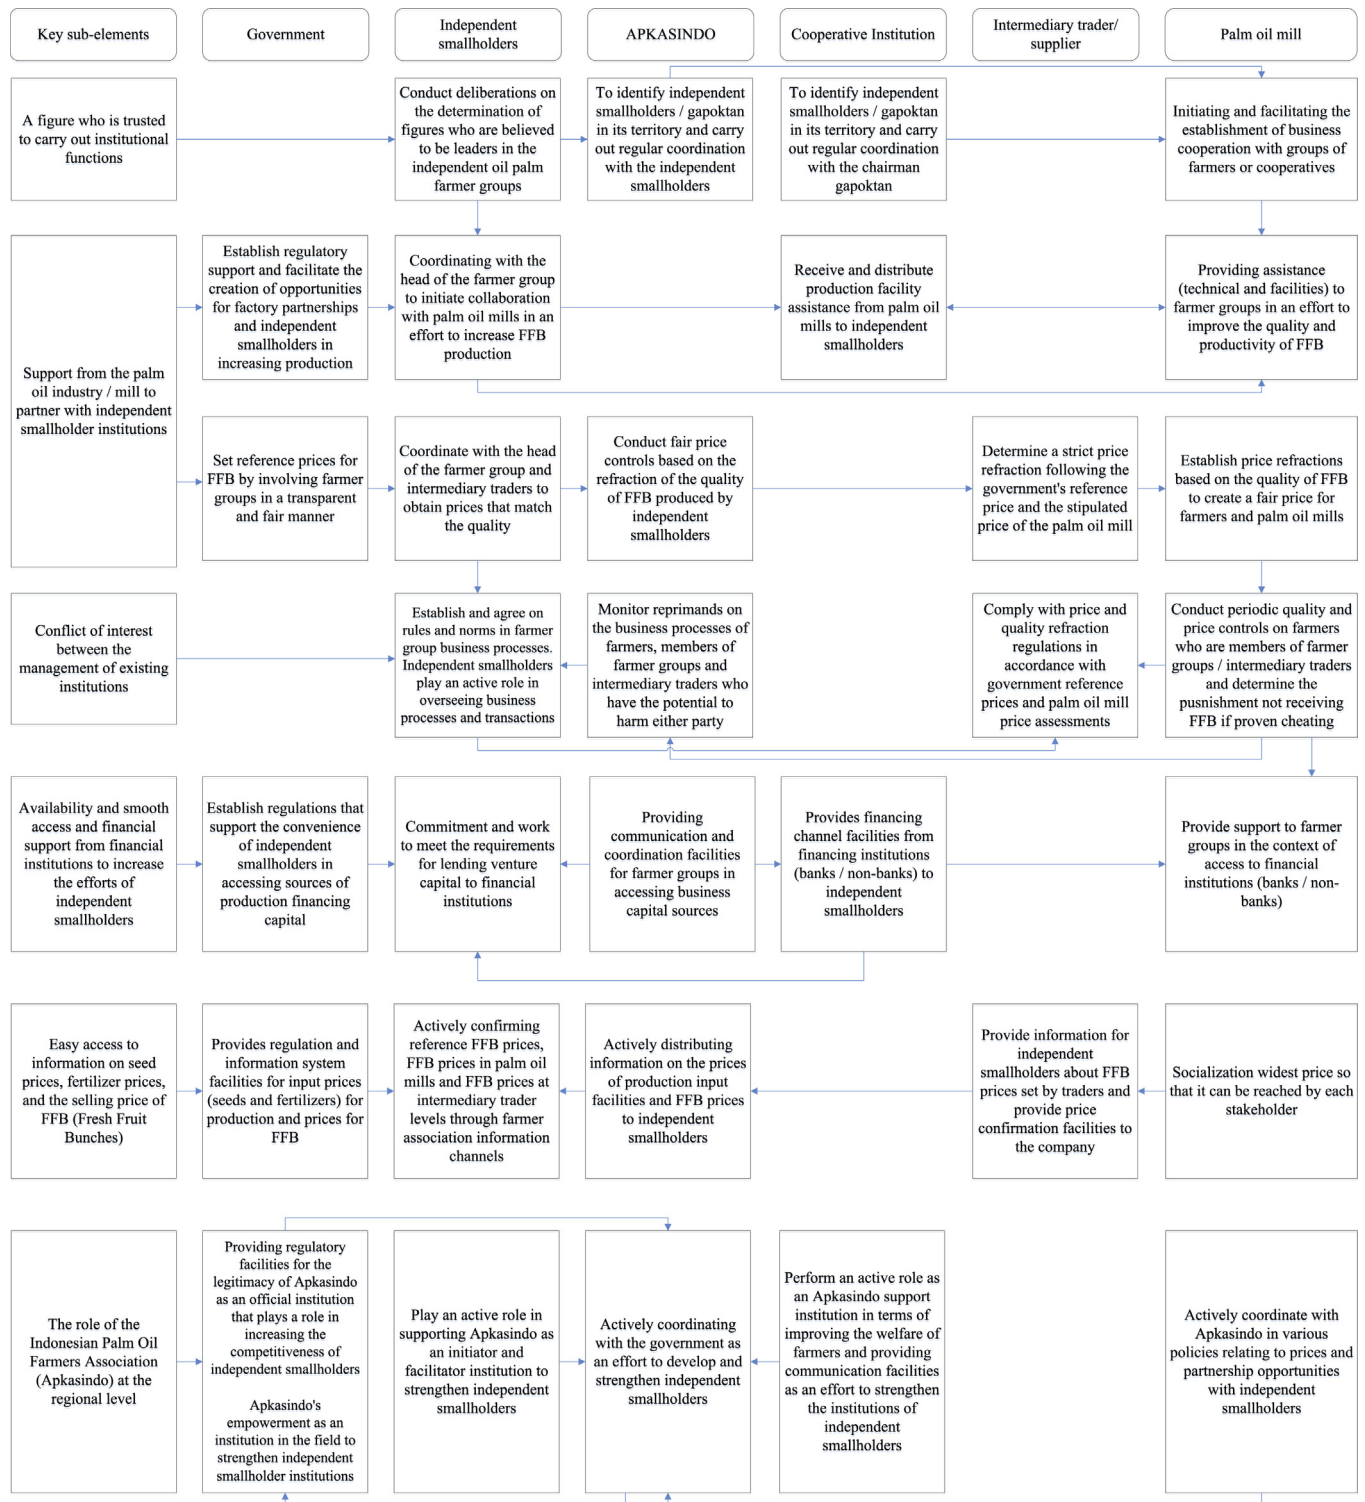 Key sub-elements
Government
Independent
smallholders
APKASINDO
Cooperative Institution
Intermediary trader/
supplier
Palm oil mill
A figure who is trusted
to carry out institutional
functions
Conduct deliberations on
the determination of
figures who are believed
to be leaders in the
independent oil palm
farmer groups
To identify independent
smallholders / gapoktan
in its territory and carry
out regular coordination
with the independent
smallholders
To identify independent
smallholders / gapoktan
in its territory and carry
out regular coordination
with the chairman
gapoktan
Initiating and facilitating the
establishment of business
cooperation with groups of
farmers or cooperatives
Support from the palm
oil industry / mill to
partner with independent
smallholder institutions
Establish regulatory
support and facilitate the
creation of opportunities
for factory partnerships
and independent
smallholders in
increasing production
Coordinating with the
head of the farmer group
to initiate collaboration
with palm oil mills in an
effort to increase FFB
production
Receive and distribute
production facility
assistance from palm oil
mills to independent
smallholders
Providing assistance
(technical and facilities) to
farmer groups in an effort to
improve the quality and
productivity of FFB
Set reference prices for
FFB by involving farmer
groups in a transparent
and fair manner
Coordinate with the head
of the farmer group and
intermediary traders to
obtain prices that match
the quality
Conduct fair price
controls based on the
refraction of the quality
of FFB produced by
independent
smallholders
Determine a strict price
refraction following the
government's reference
price and the stipulated
price of the palm oil mill
Establish price refractions
based on the quality of FFB
to create a fair price for
farmers and palm oil mills
Conflict of interest
between the
management of existing
institutions
Establish and agree on
rules and norms in farmer
group business processes.
Independent smallholders
play an active role in
overseeing business
processes and transactions
Monitor reprimands on
the business processes of
farmers, members of
farmer groups and
intermediary traders who
have the potential to
harm either party
Comply with price and
quality refraction
regulations in
accordance with
government reference
prices and palm oil mill
price assessments
Conduct periodic quality and
price controls on farmers
who are members of farmer
groups / intermediary traders
and determine the
pusnishment not receiving
FFB if proven cheating
Availability and smooth
access and financial
support from financial
institutions to increase
the efforts of
independent
smallholders
Establish regulations that
support the convenience
of independent
smallholders in
accessing sources of
production financing
capital
Commitment and work
to meet the requirements
for lending venture
capital to financial
institutions
Providing
communication and
coordination facilities
for farmer groups in
accessing business
capital sources
Provides financing
channel facilities from
financing institutions
(banks / non-banks) to
independent
smallholders
Provide support to farmer
groups in the context of
access to financial
institutions (banks / non-
banks)
Easy access to
information on seed
prices, fertilizer prices,
and the selling price of
FFB (Fresh Fruit
Bunches)
Provides regulation and
information system
facilities for input prices
(seeds and fertilizers) for
production and prices for
FFB
Actively confirming
reference FFB prices,
FFB prices in palm oil
mills and FFB prices at
intermediary trader
levels through farmer
association information
channels
Actively distributing
information on the prices
of production input
facilities and FFB prices
to independent
smallholders
Provide information for
independent
smallholders about FFB
prices set by traders and
provide price
confirmation facilities to
the company
Socialization widest price so
that it can be reached by each
stakeholder
The role of the
Indonesian Palm Oil
Farmers Association
(Apkasindo) at the
regional level
Providing regulatory
facilities for the
legitimacy of Apkasindo
as an official institution
that plays a role in
increasing the
competitiveness of
independent smallholders
Apkasindo's
empowerment as an
institution in the field to
strengthen independent
smallholder institutions
Play an active role in
supporting Apkasindo as
an initiator and
facilitator institution to
strengthen independent
smallholders
Actively coordinating
with the government as
an effort to develop and
strengthen independent
smallholders
Perform an active role as
an Apkasindo support
institution in terms of
improving the welfare of
farmers and providing
communication facilities
as an effort to strengthen
the institutions of
independent
smallholders
Actively coordinate with
Apkasindo in various
policies relating to prices and
partnership opportunities
with independent
smallholders